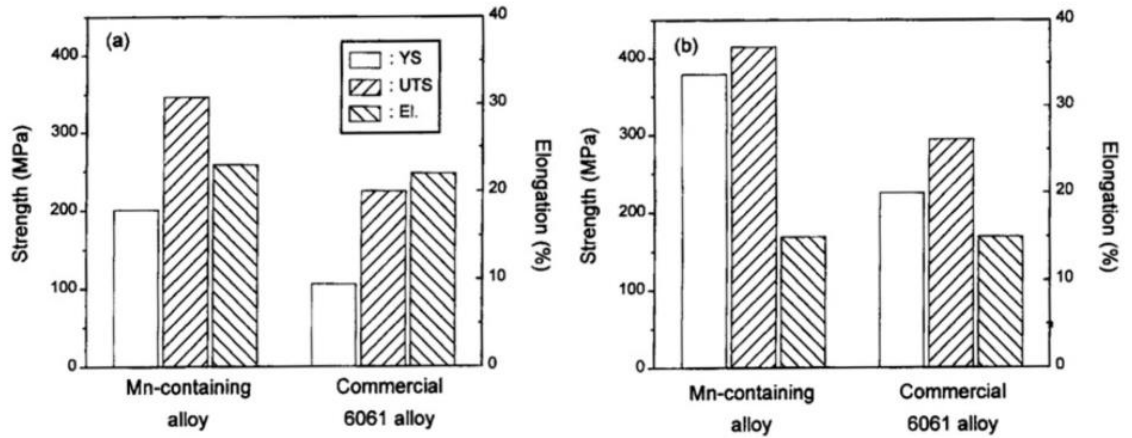 (a)
: YS
: UTS
: El.
400
300
200
100
0
Strength (MPa)
40
30
20
10
0
Elongation (%)
Mn-containing
alloy
Commercial
6061 alloy
(b)
400
300
200
100
0
Strength (MPa)
40
30
20
10
0
Elongation (%)
Mn-containing
alloy
Commercial
6061 alloy